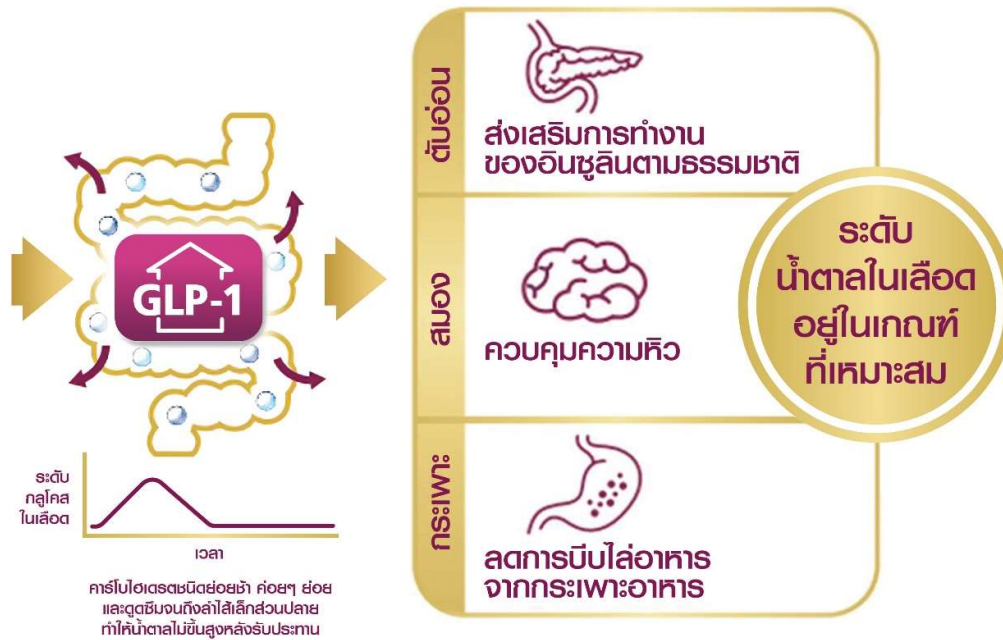 GLP-1
ระดับ
กลูโคส
ในเลือด
เวลา
คาร์โบไฮเดรตชนิดย่อยช้า ค่อยๆ ย่อย
และดูดซึมจนถึงลำไส้เล็กส่วนปลาย
ทำให้น้ำตาลไม่ขึ้นสูงหลังรับประทาน
ตับอ่อน
ส่งเสริมการทำงาน
ของอินซูลินตามธรรมชาติ
สมอง
ควบคุมความหิว
กระเพาะ
ลดการบีบไล่อาหาร
จากกระเพาะอาหาร
ระดับ
น้ำตาลในเลือด
อยู่ในเกณฑ์
ที่เหมาะสม